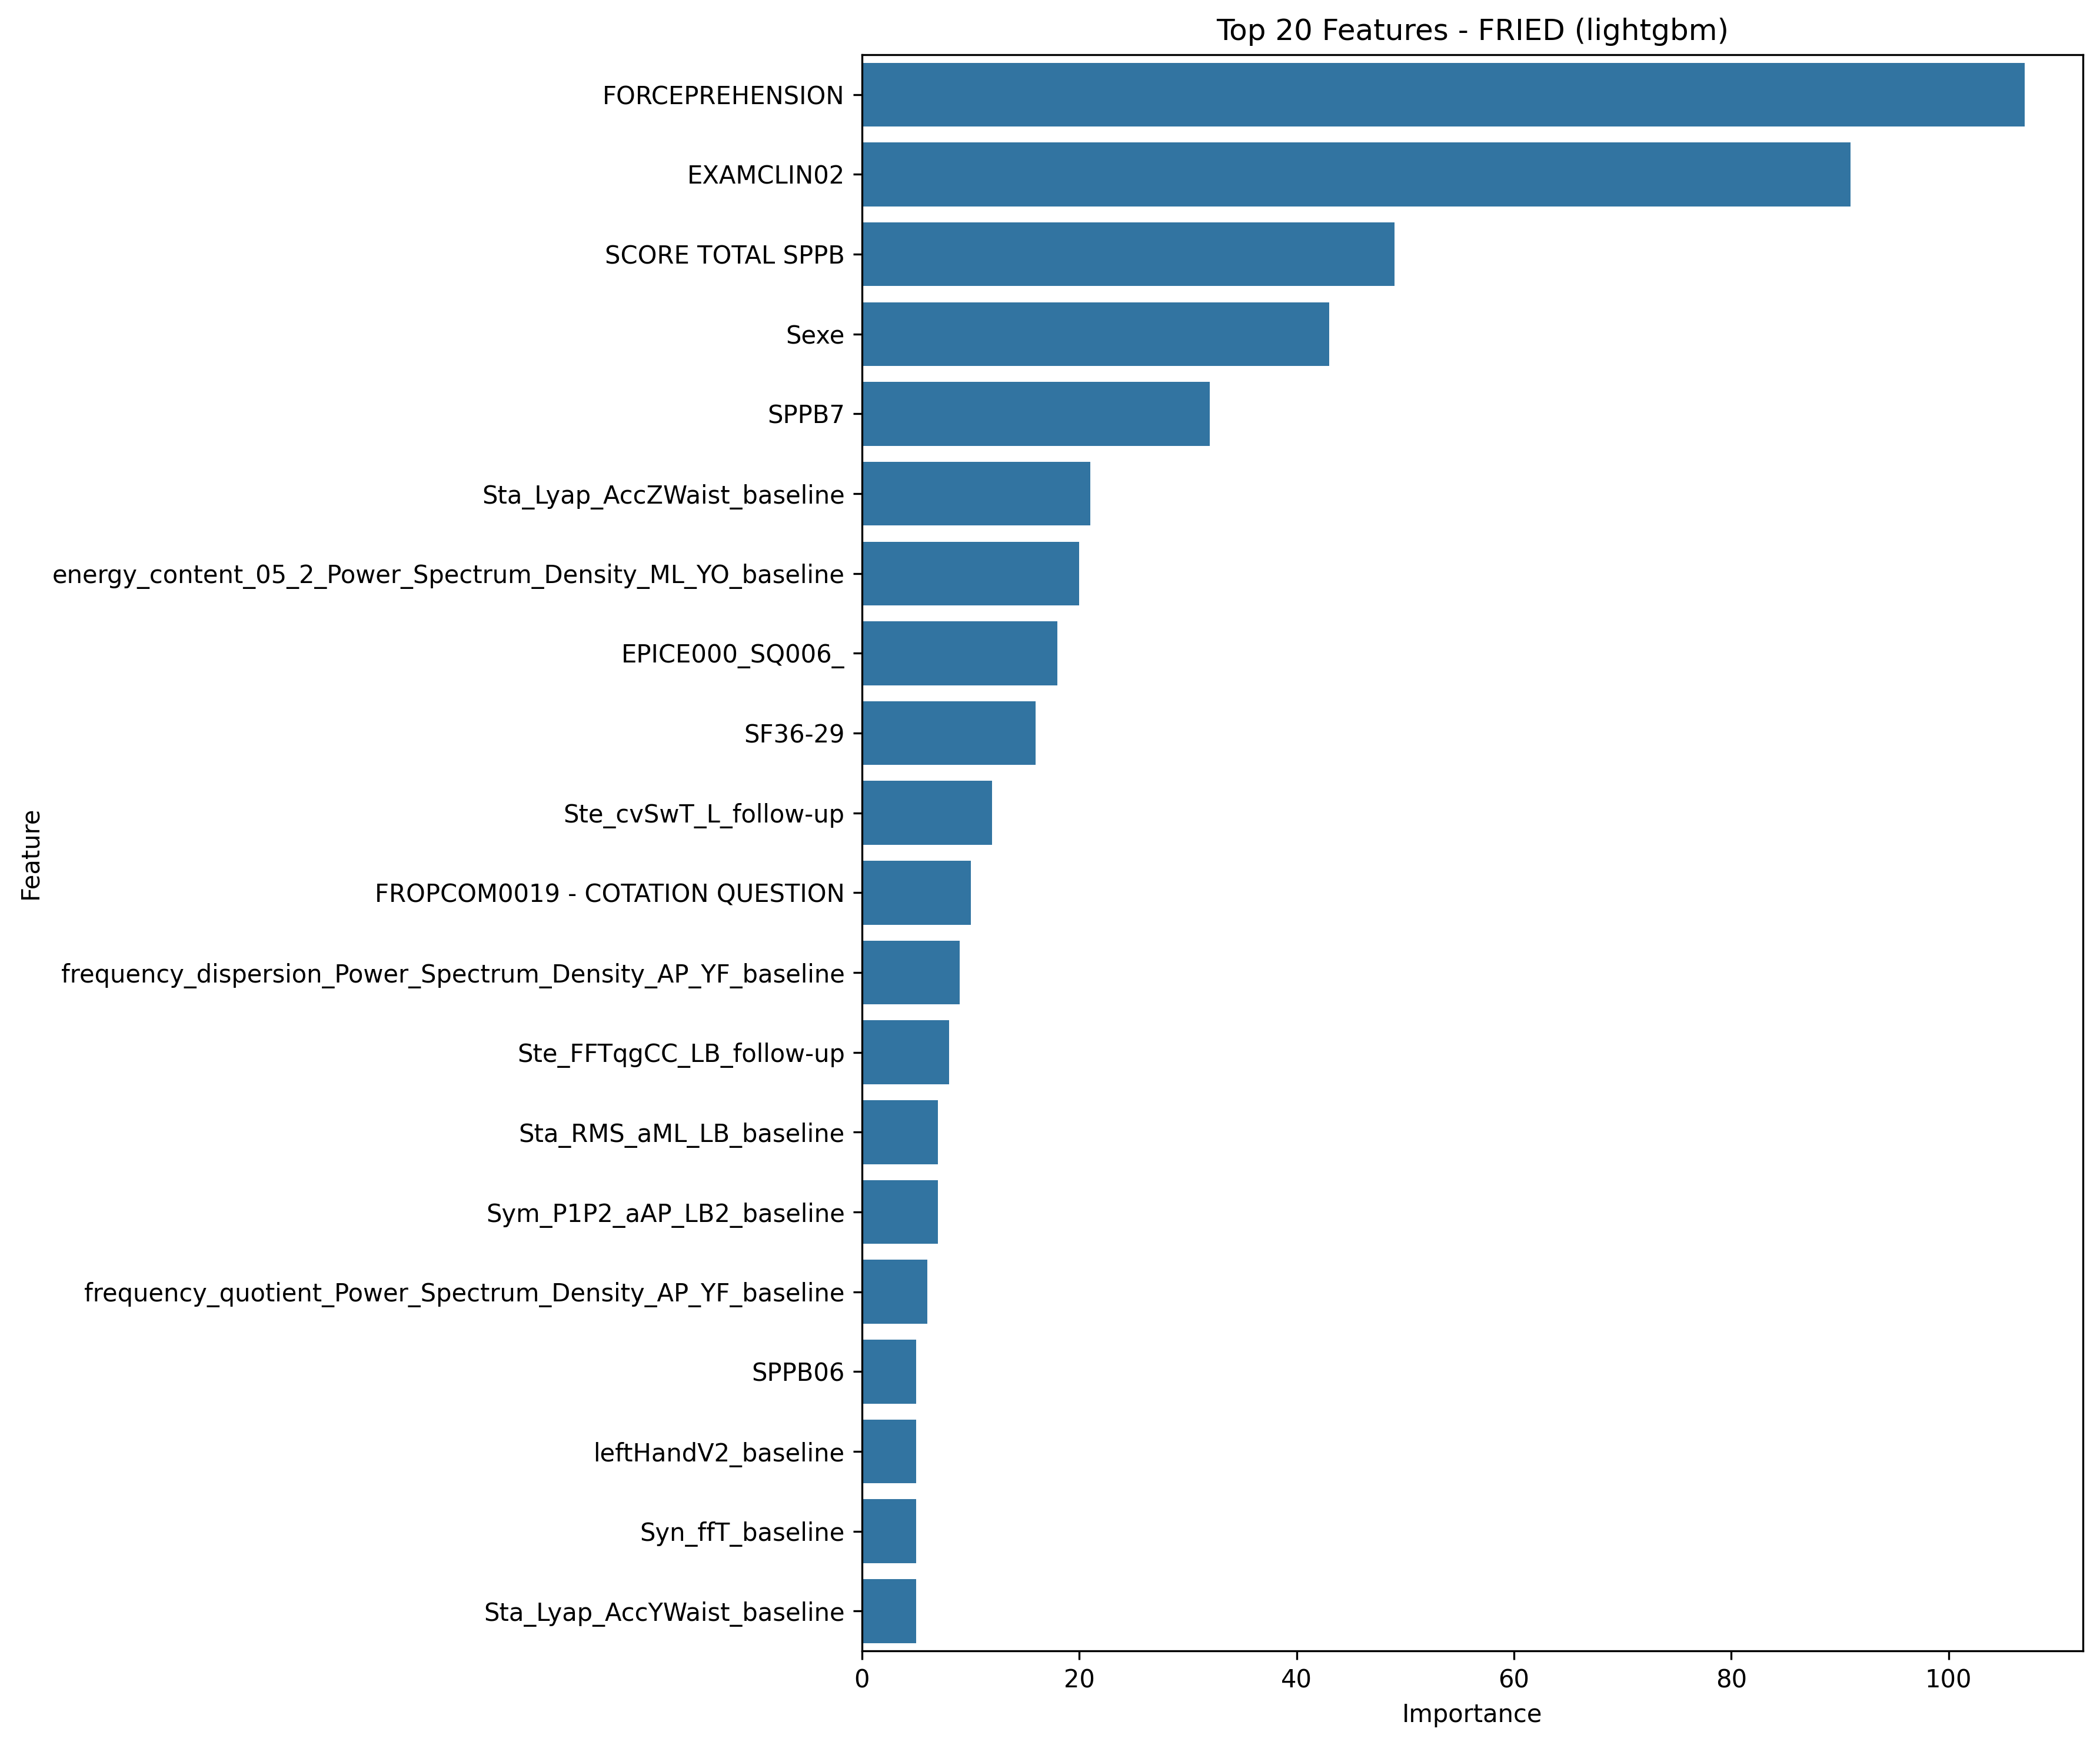 Top 20 Features - FRIED (lightgbm)
FORCEPREHENSION
EXAMCLIN02
SCORE TOTAL SPPB
Sexe
SPPB7
Sta_Lyap_AccZWaist_baseline
energy_content_05_2_Power_Spectrum_Density_ML_YO_baseline
EPICE000_SQ006_
SF36-29
Ste_cvSwT_L_follow-up
FROPCOM0019 - COTATION QUESTION
frequency_dispersion_Power_Spectrum_Density_AP_YF_baseline
Ste_FFTqgCC_LB_follow-up
Sta_RMS_aML_LB_baseline
Sym_P1P2_aAP_LB2_baseline
frequency_quotient_Power_Spectrum_Density_AP_YF_baseline
SPPB06
leftHandV2_baseline
Syn_ffT_baseline
Sta_Lyap_AccYWaist_baseline
Feature
0 20 40 60 80 100
Importance